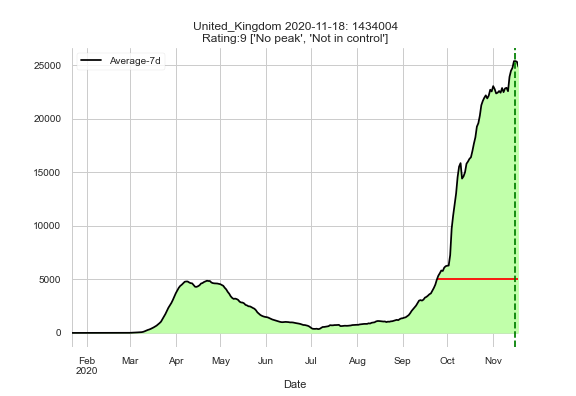 United_Kingdom 2020-11-18: 1434004
Rating:9 ['No peak', 'Not in control']
Average-7d
25000
20000
15000
10000
5000
0
Feb Mar Apr May Jun Jul Aug Sep Oct Nov
2020
Date